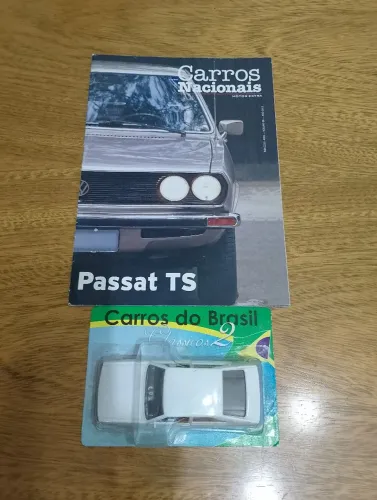 Carros
Nacionais
Passat TS
Carros do Brasil
2